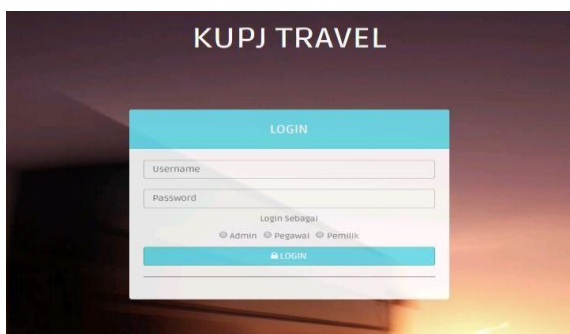 KUPJ TRAVEL
LOGIN
Username
Password
Login Sebagai
Admin Pegawai Pemilik
LOGIN